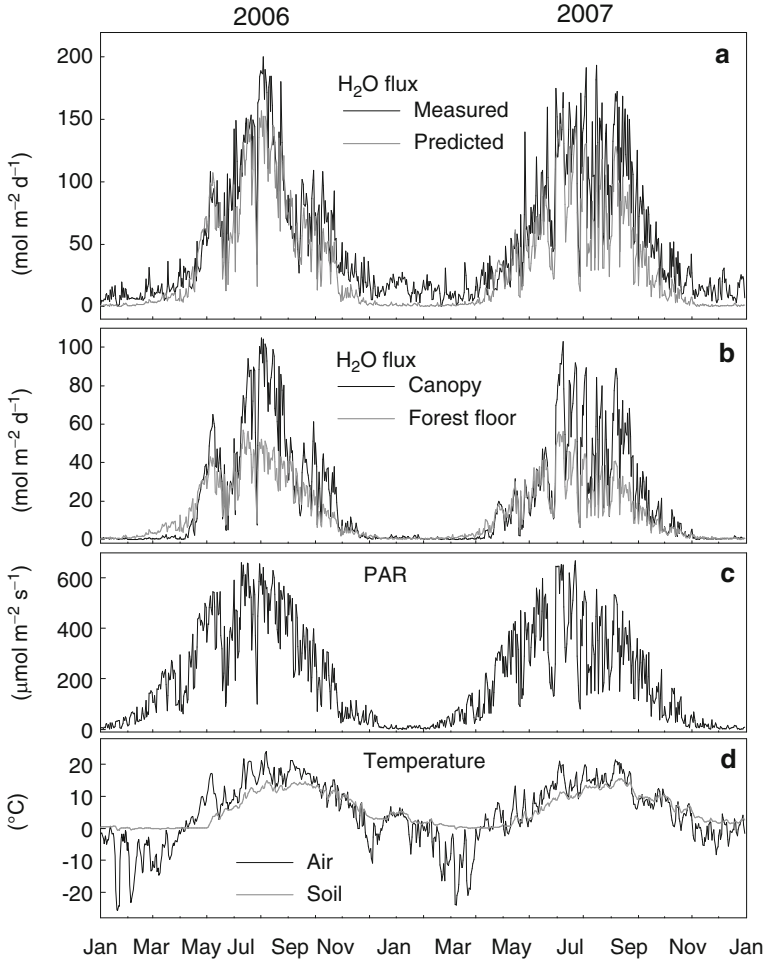 2006 2007
a
H₂O flux
Measured
Predicted
200
150
100
50
0
(mol m⁻² d⁻¹)
b
H₂O flux
Canopy
Forest floor
100
80
60
40
20
0
(mol m⁻² d⁻¹)
PAR c
600
400
200
0
(μmol m⁻² s⁻¹)
Temperature d
20
10
0
-10
-20
(°C)
Air
Soil
Jan Mar May Jul Sep Nov Jan Mar May Jul Sep Nov Jan